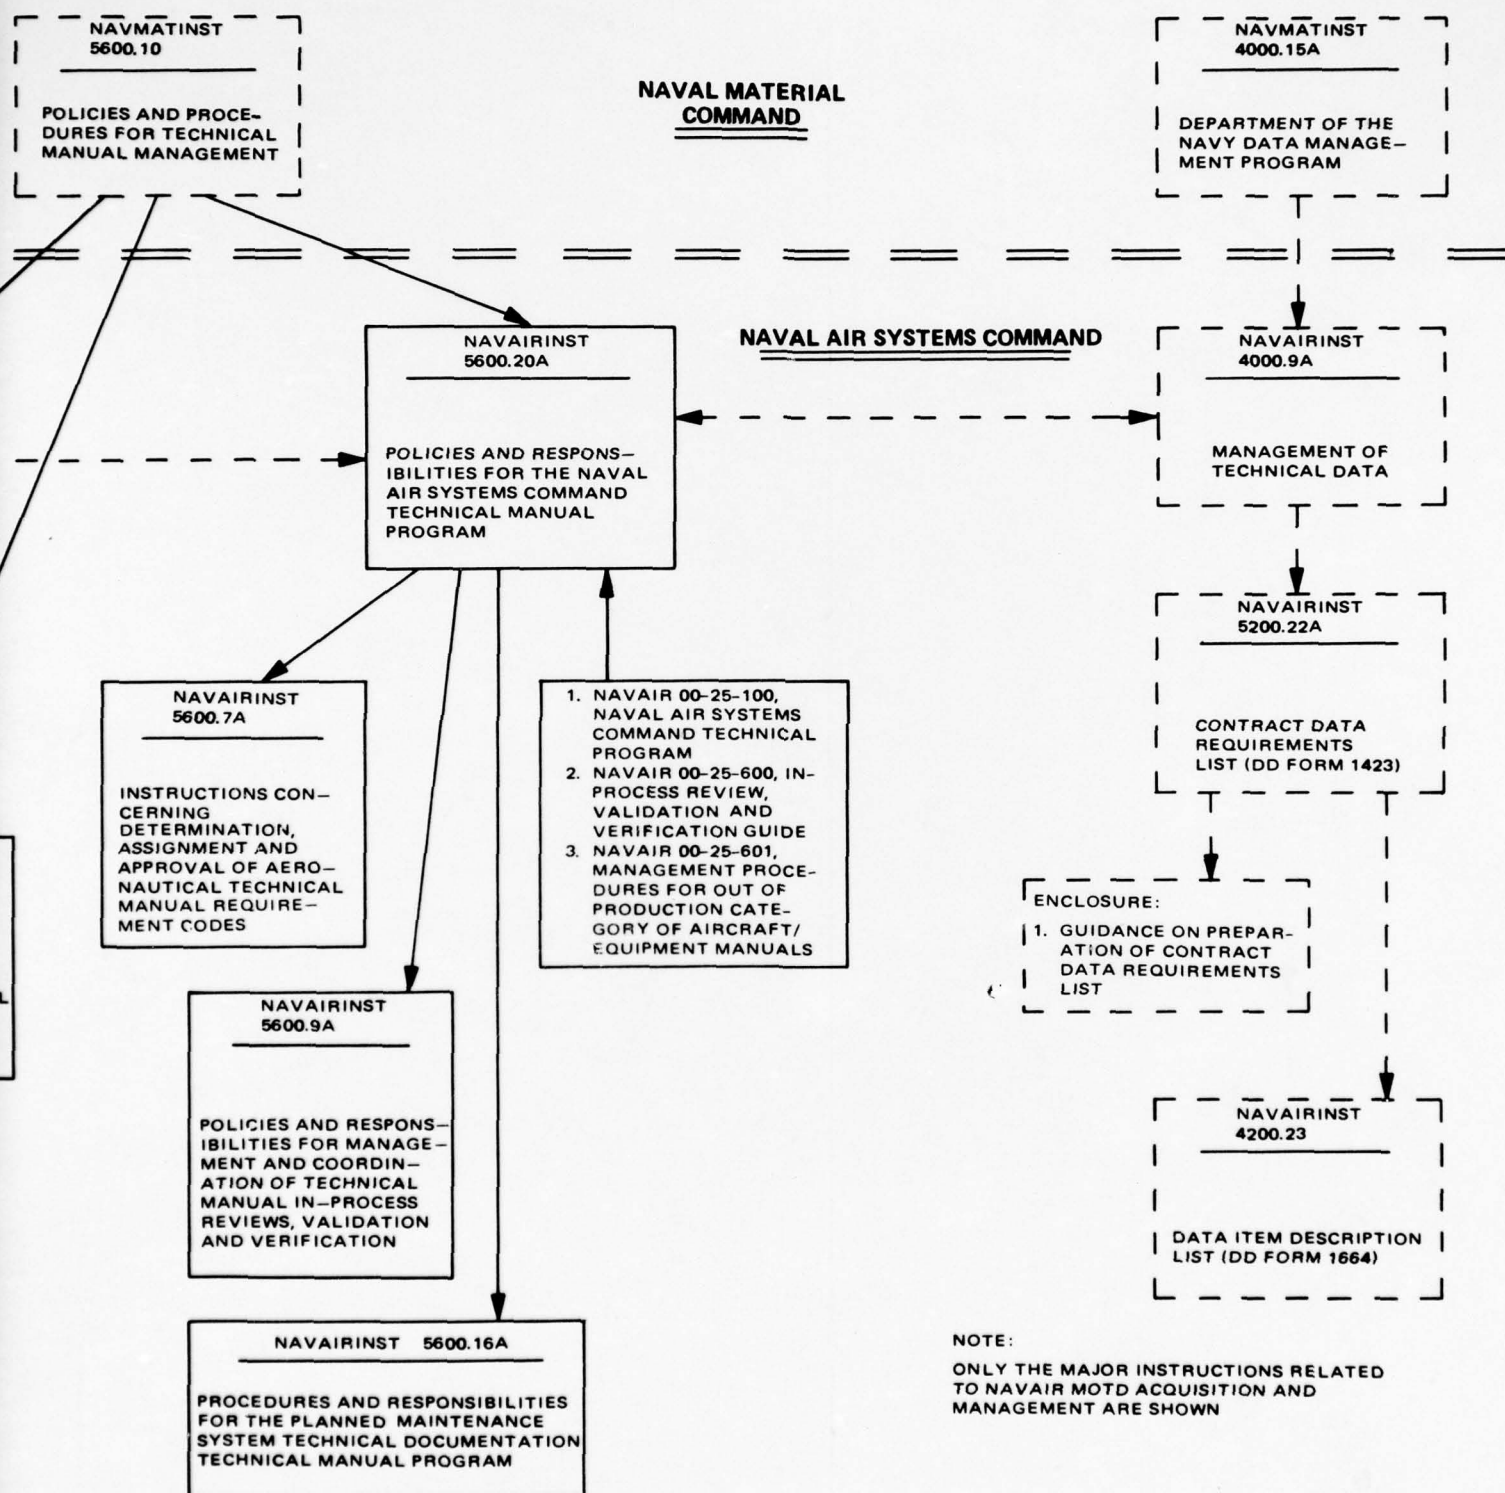 NAVMATINST
5600.10
POLICIES AND PROCE-
DURES FOR TECHNICAL
MANUAL MANAGEMENT
NAVAL MATERIAL
COMMAND
NAVMATINST
4000.15A
DEPARTMENT OF THE
NAVY DATA MANAGE-
MENT PROGRAM
NAVAIRINST
5600.20A
POLICIES AND RESPONS-
IBILITIES FOR THE NAVAL
AIR SYSTEMS COMMAND
TECHNICAL MANUAL
PROGRAM
NAVAL AIR SYSTEMS COMMAND
NAVAIRINST
4000.9A
MANAGEMENT OF
TECHNICAL DATA
NAVAIRINST
5200.22A
CONTRACT DATA
REQUIREMENTS
LIST (DD FORM 1423)
NAVAIRINST
5600.7A
INSTRUCTIONS CON-
CERNING
DETERMINATION,
ASSIGNMENT AND
APPROVAL OF AERO-
NAUTICAL TECHNICAL
MANUAL REQUIRE-
MENT CODES
1. NAVAIR 00-25-100,
NAVAL AIR SYSTEMS
COMMAND TECHNICAL
PROGRAM
2. NAVAIR 00-25-600, IN-
PROCESS REVIEW,
VALIDATION AND
VERIFICATION GUIDE
3. NAVAIR 00-25-601,
MANAGEMENT PROCE-
DURES FOR OUT OF
PRODUCTION CATE-
GORY OF AIRCRAFT/
EQUIPMENT MANUALS
ENCLOSURE:
1. GUIDANCE ON PREPAR-
ATION OF CONTRACT
DATA REQUIREMENTS
LIST
NAVAIRINST
5600.9A
POLICIES AND RESPONS-
IBILITIES FOR MANAGE-
MENT AND COORDIN-
ATION OF TECHNICAL
MANUAL IN-PROCESS
REVIEWS, VALIDATION
AND VERIFICATION
NAVAIRINST
4200.23
DATA ITEM DESCRIPTION
LIST (DD FORM 1664)
NAVAIRINST 5600.16A
PROCEDURES AND RESPONSIBILITIES
FOR THE PLANNED MAINTENANCE
SYSTEM TECHNICAL DOCUMENTATION
TECHNICAL MANUAL PROGRAM
NOTE:
ONLY THE MAJOR INSTRUCTIONS RELATED
TO NAVAIR MOTD ACQUISITION AND
MANAGEMENT ARE SHOWN